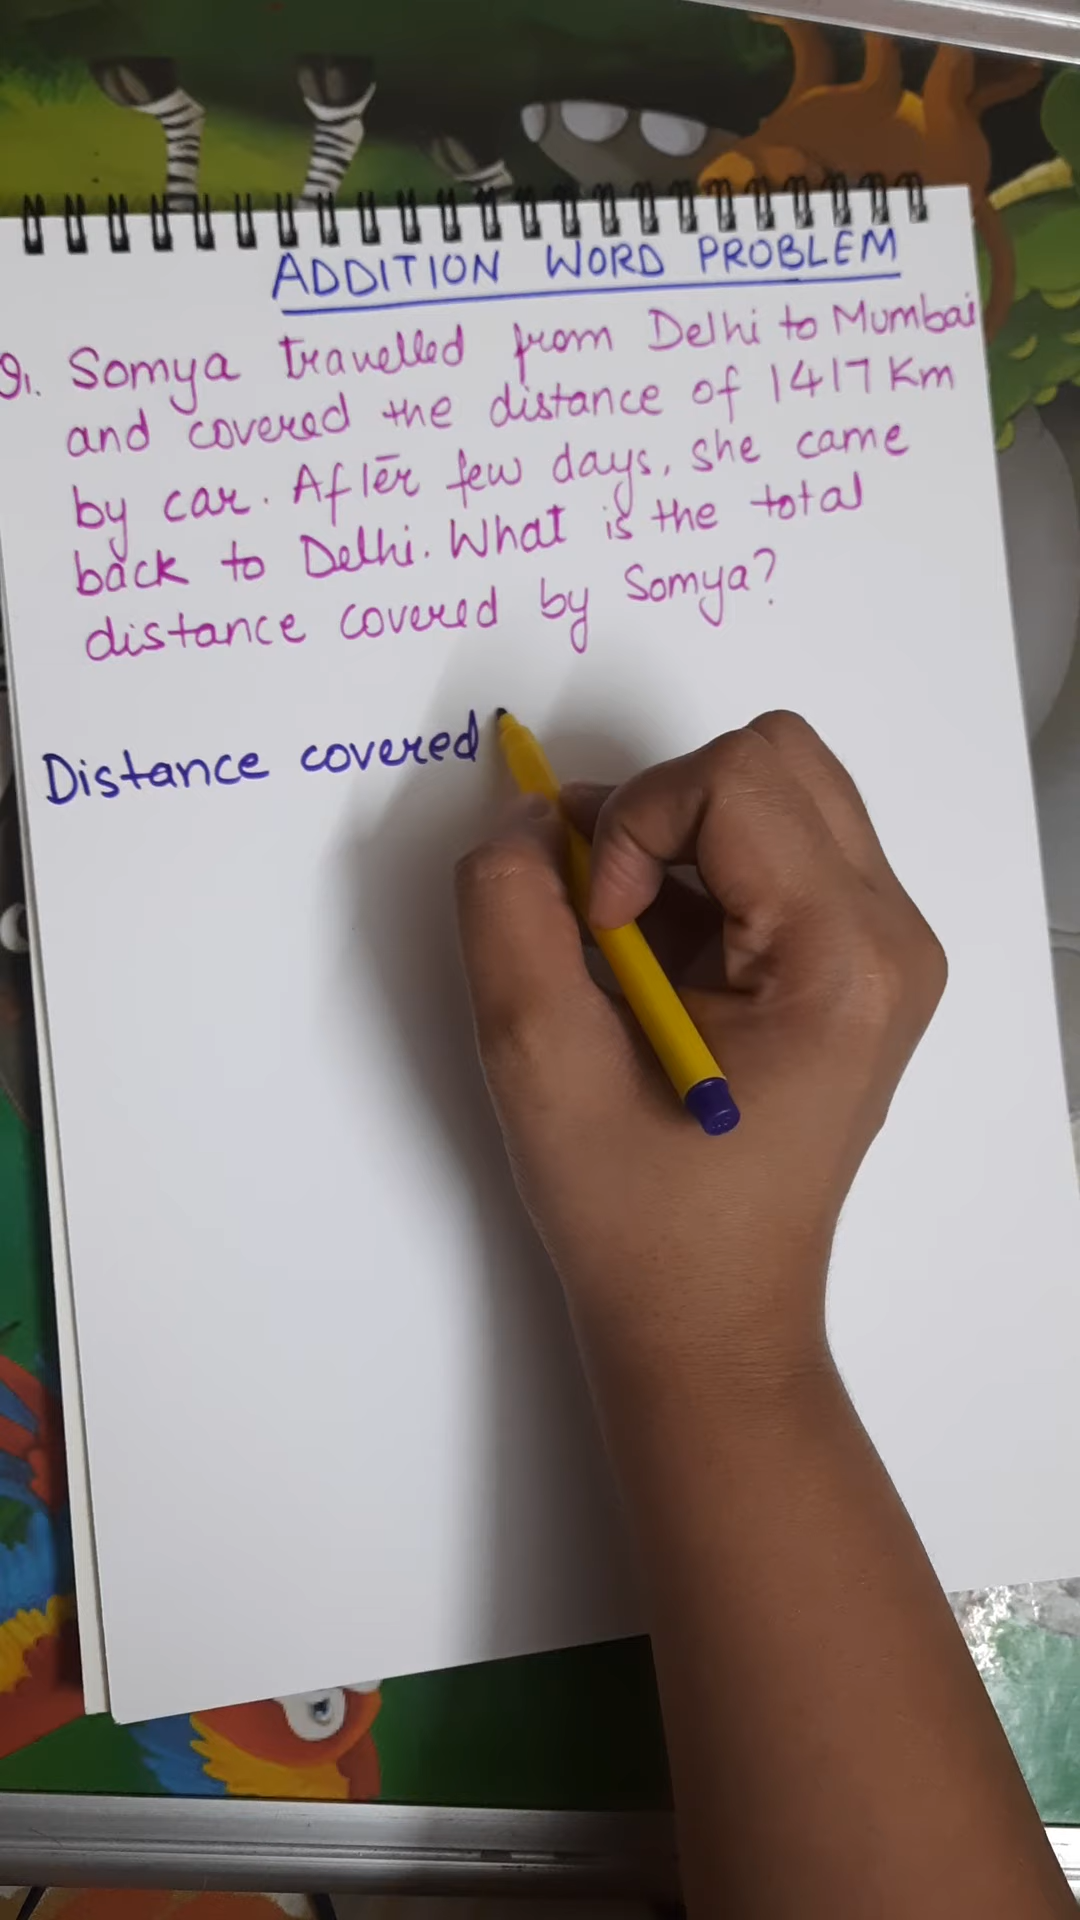 ADDITION WORD PROBLEM
Q1. Somya travelled from Delhi to Mumbai
and covered the distance of 1417 Km
by car. After few days, she came
back to Delhi. What is the total
distance covered by Somya?
Distance covered